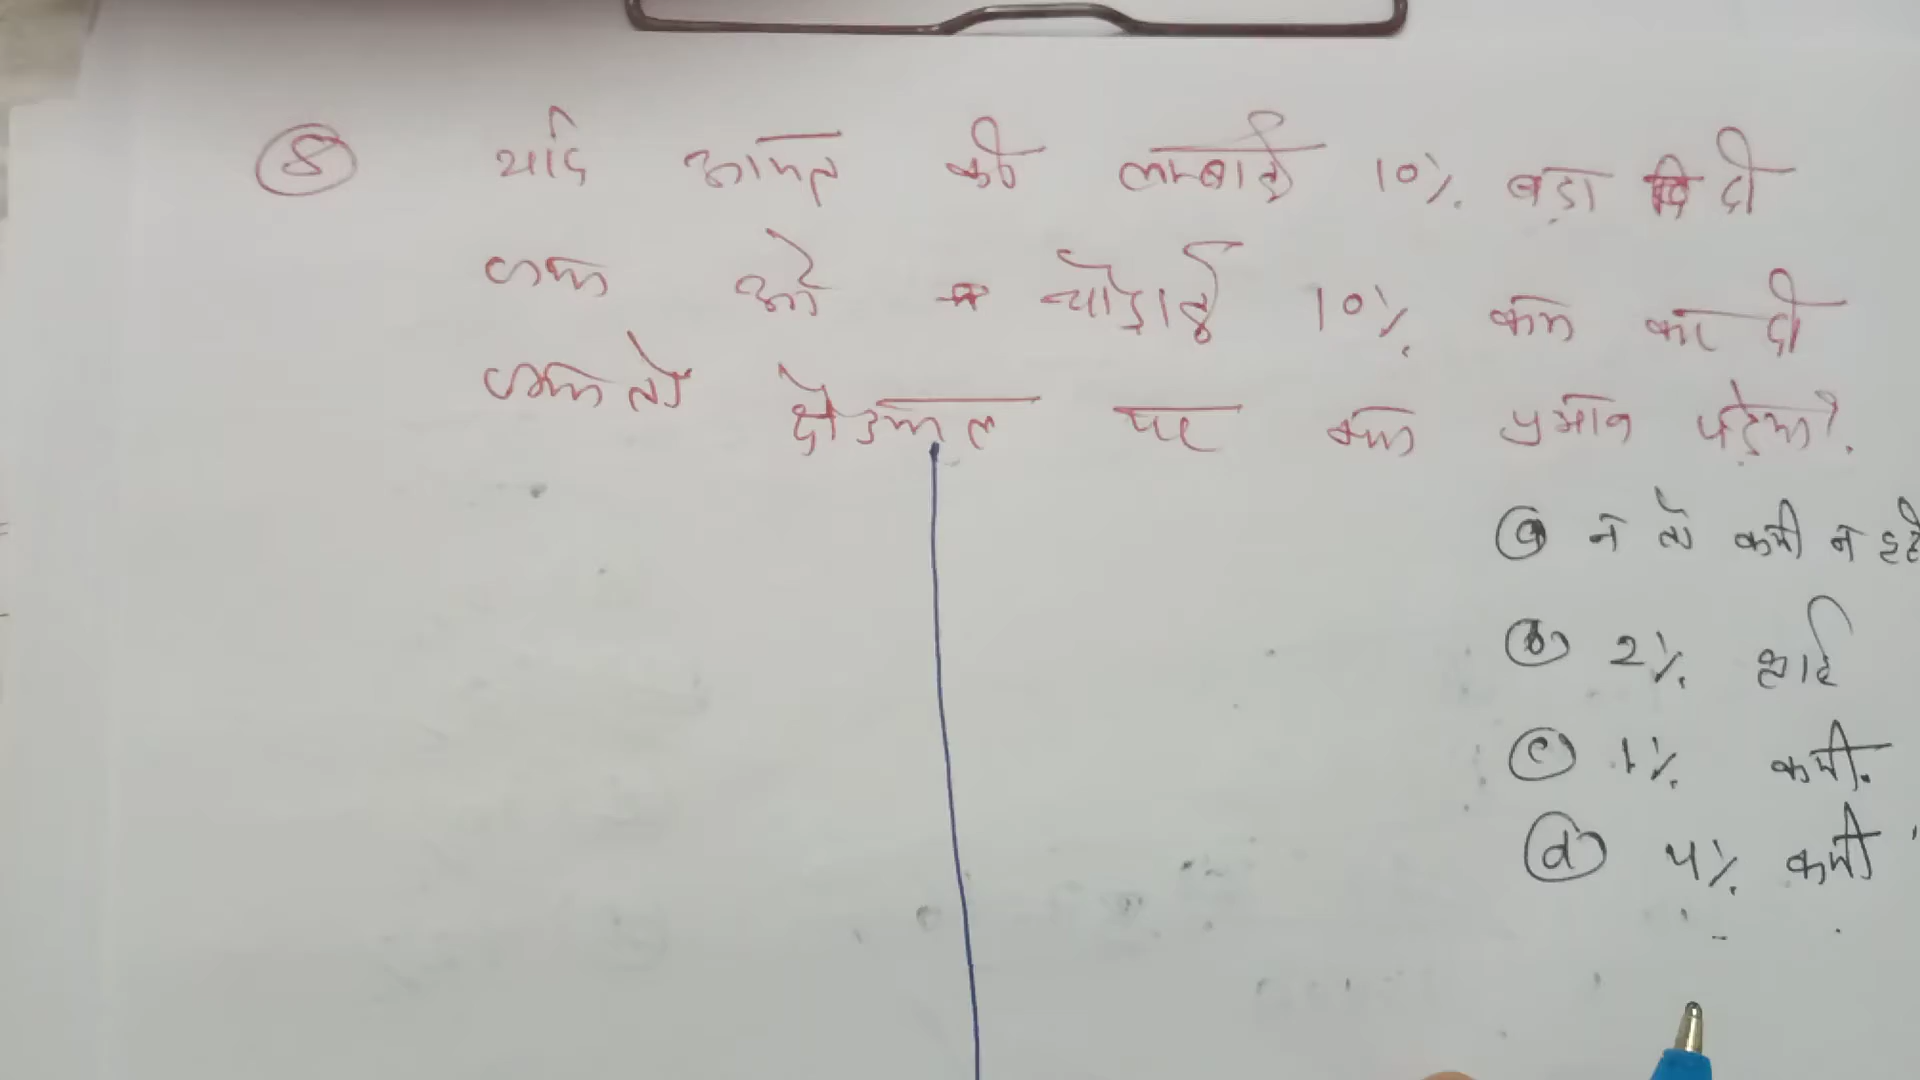 8 यदि आयत की लम्बाई 10% बढ़ा दी
जाय और चौड़ाई 10% कम कर दी
जाय तो क्षेत्रफल पर क्या प्रभाव पड़ेगा?
a न तो कमी न
b 2%
c 1% कमी.
d 4% कमी